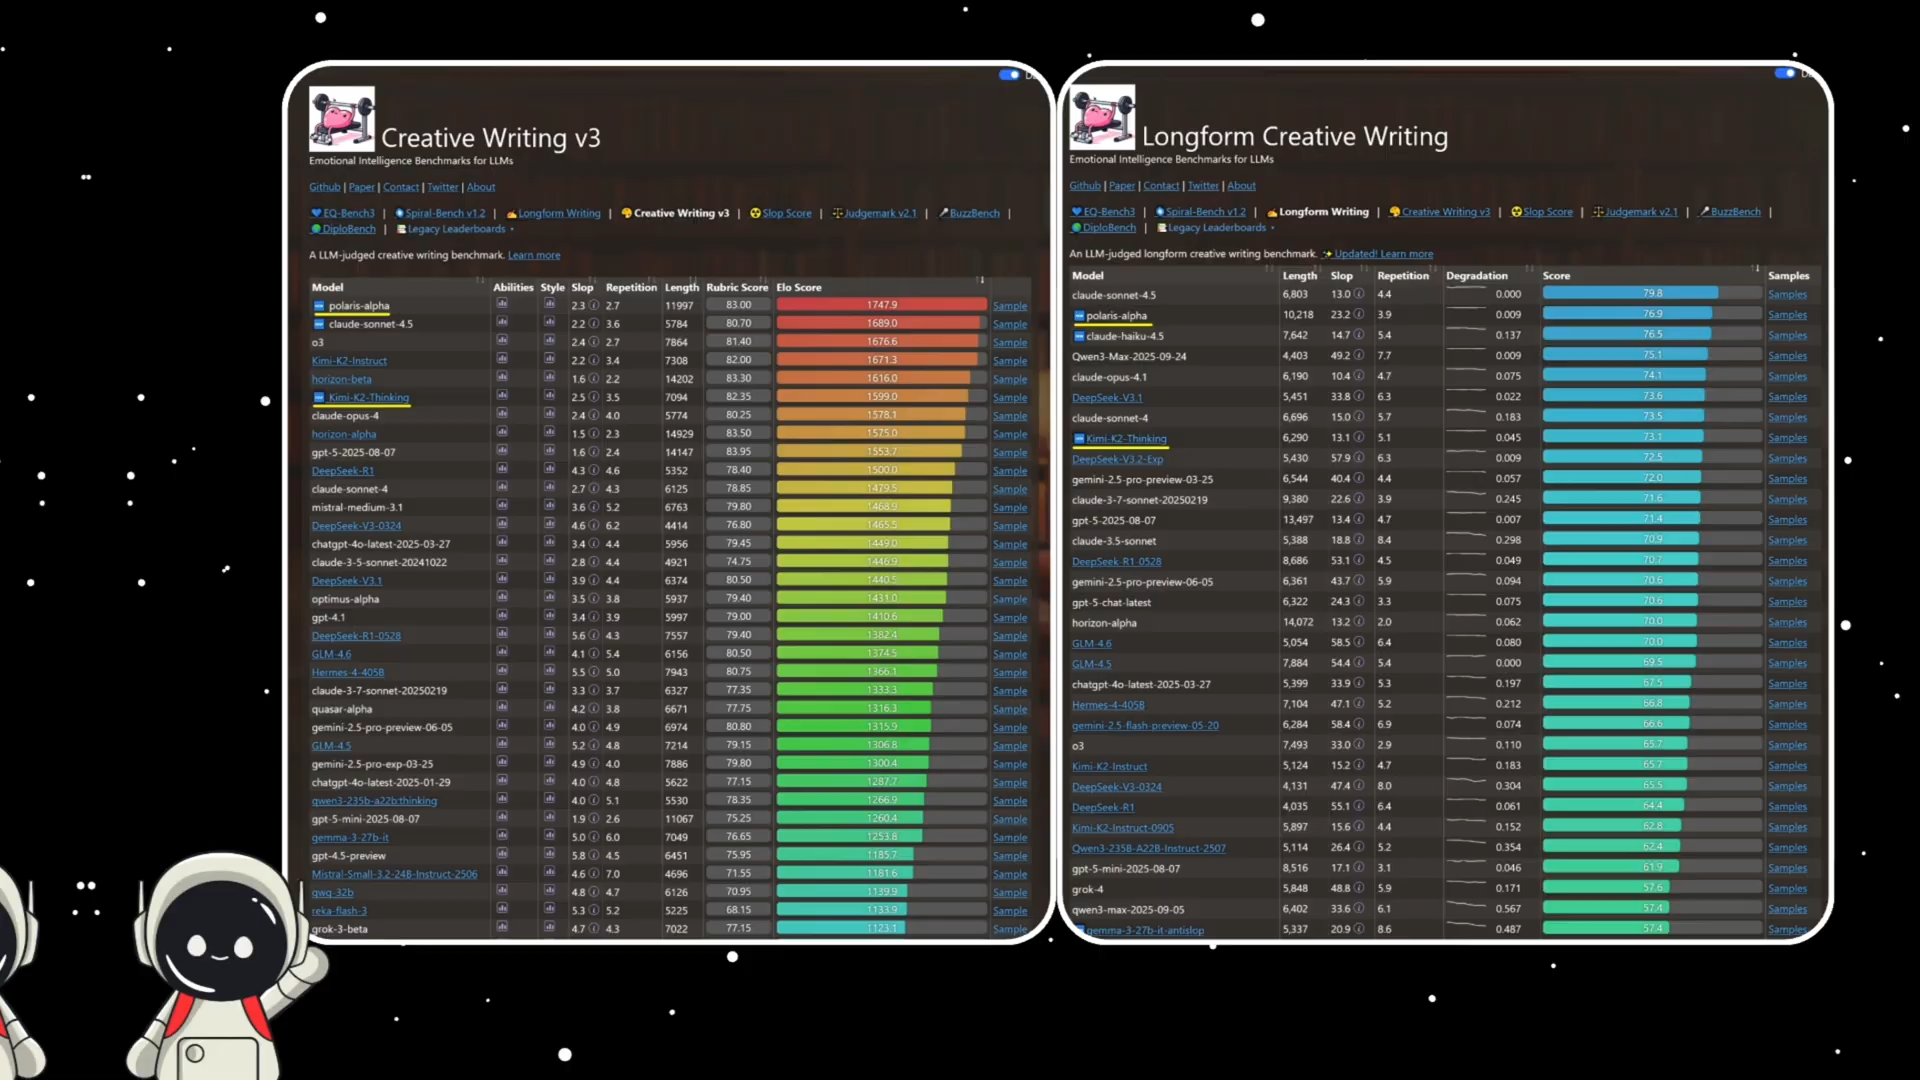 Creative Writing v3
Emotional Intelligence Benchmarks for LLMs
Github | Paper | Contact | Twitter | About
EQ-Bench3 | Spiral-Bench v1.2 | Longform Writing | Creative Writing v3 | Slop Score | Judgemark v2.1 | BuzzBench |
DiploBench | Legacy Leaderboards
A LLM-judged creative writing benchmark. Learn more
Model Abilities Style Slop Repetition Length Rubric Score Elo Score
polaris-alpha 2.3 2.7 11997 83.00 1747.9 Sample
claude-sonnet-4.5 2.2 3.6 5784 80.70 1689.0 Sample
o3 2.4 2.7 7864 81.40 1676.6 Sample
Kimi-K2-Instruct 2.2 3.4 7308 82.00 1671.3 Sample
horizon-beta 1.6 2.2 14202 83.30 1616.0 Sample
Kimi-K2-Thinking 2.5 3.5 7094 82.35 1599.0 Sample
claude-opus-4 2.4 4.0 5774 80.25 1578.1 Sample
horizon-alpha 1.5 2.3 14929 83.50 1575.0 Sample
gpt-5-2025-08-07 1.6 2.4 14147 83.95 1553.7 Sample
DeepSeek-R1 4.3 4.6 5352 78.40 1500.0 Sample
claude-sonnet-4 2.7 4.3 6125 78.85 1479.5 Sample
mistral-medium-3.1 3.6 5.2 6763 79.80 1468.9 Sample
DeepSeek-V3-0324 4.6 6.2 4414 76.80 1465.5 Sample
chatgpt-4o-latest-2025-03-27 3.4 4.4 5956 79.45 1449.0 Sample
claude-3-5-sonnet-20241022 2.8 4.4 4921 74.75 1446.9 Sample
DeepSeek-V3.1 3.9 4.4 6374 80.50 1440.5 Sample
optimus-alpha 3.5 3.8 5937 79.40 1431.0 Sample
gpt-4.1 3.4 3.9 5997 79.00 1410.6 Sample
DeepSeek-R1-0528 5.6 4.3 7557 79.40 1382.4 Sample
GLM-4.6 4.1 5.4 6156 80.50 1374.5 Sample
Hermes-4-405B 5.5 5.0 7943 80.75 1366.1 Sample
claude-3-7-sonnet-20250219 3.3 3.7 6327 77.35 1333.3 Sample
quasar-alpha 4.2 3.8 6671 77.75 1316.3 Sample
gemini-2.5-pro-preview-06-05 4.0 4.9 6974 80.80 1315.9 Sample
GLM-4.5 5.2 4.8 7214 79.15 1306.8 Sample
gemini-2.5-pro-exp-03-25 4.9 4.0 7886 79.80 1300.4 Sample
chatgpt-4o-latest-2025-01-29 4.0 4.8 5622 77.15 1287.7 Sample
qwen3-235b-a22b:thinking 4.0 5.1 5530 78.35 1266.9 Sample
gpt-5-mini-2025-08-07 1.9 2.6 11067 75.25 1260.4 Sample
gemma-3-27b-it 5.0 6.0 7049 76.65 1253.8 Sample
gpt-4.5-preview 5.8 4.5 6451 75.95 1185.7 Sample
Mistral-Small-3.2-24B-Instruct-2506 4.6 7.0 4696 71.55 1181.6 Sample
qwq-32b 4.8 4.7 6126 70.95 1139.9 Sample
reka-flash-3 5.3 5.2 5225 68.15 1133.9 Sample
grok-3-beta 4.7 4.3 7022 77.15 1123.1 Sample
Longform Creative Writing
Emotional Intelligence Benchmarks for LLMs
Github | Paper | Contact | Twitter | About
EQ-Bench3 | Spiral-Bench v1.2 | Longform Writing | Creative Writing v3 | Slop Score | Judgemark v2.1 | BuzzBench |
DiploBench | Legacy Leaderboards
An LLM-judged longform creative writing benchmark. Updated! Learn more
Model Length Slop Repetition Degradation Score Samples
claude-sonnet-4.5 6,803 13.0 4.4 0.000 79.8 Samples
polaris-alpha 10,218 23.2 3.9 0.009 76.9 Samples
claude-haiku-4.5 7,642 14.7 5.4 0.137 76.5 Samples
Qwen3-Max-2025-09-24 4,403 49.2 7.7 0.009 75.1 Samples
claude-opus-4.1 6,190 10.4 4.7 0.075 74.1 Samples
DeepSeek-V3.1 5,451 33.8 6.3 0.022 73.6 Samples
claude-sonnet-4 6,696 15.0 5.7 0.183 73.5 Samples
Kimi-K2-Thinking 6,290 13.1 5.1 0.045 73.1 Samples
DeepSeek-V3.2-Exp 5,430 57.9 6.3 0.009 72.5 Samples
gemini-2.5-pro-preview-03-25 6,544 40.4 4.4 0.057 72.0 Samples
claude-3-7-sonnet-20250219 9,380 22.6 3.9 0.245 71.6 Samples
gpt-5-2025-08-07 13,497 13.4 4.7 0.007 71.4 Samples
claude-3.5-sonnet 5,388 18.8 8.4 0.298 70.9 Samples
DeepSeek-R1-0528 8,686 53.1 4.5 0.049 70.7 Samples
gemini-2.5-pro-preview-06-05 6,361 43.7 5.9 0.094 70.6 Samples
gpt-5-chat-latest 6,322 24.3 3.3 0.075 70.6 Samples
horizon-alpha 14,072 13.2 2.0 0.062 70.0 Samples
GLM-4.6 5,054 58.5 6.4 0.080 70.0 Samples
GLM-4.5 7,884 54.4 5.4 0.000 69.5 Samples
chatgpt-4o-latest-2025-03-27 5,399 33.9 5.3 0.197 67.5 Samples
Hermes-4-405B 7,104 47.1 5.2 0.212 66.8 Samples
gemini-2.5-flash-preview-05-20 6,284 58.4 6.9 0.074 66.6 Samples
o3 7,493 33.0 2.9 0.110 65.7 Samples
Kimi-K2-Instruct 5,124 15.2 4.7 0.183 65.7 Samples
DeepSeek-V3-0324 4,131 47.4 8.0 0.304 65.5 Samples
DeepSeek-R1 4,035 55.1 6.4 0.061 64.4 Samples
Kimi-K2-Instruct-0905 5,897 15.6 4.4 0.152 62.8 Samples
Qwen3-235B-A22B-Instruct-2507 5,114 26.4 5.2 0.354 62.4 Samples
gpt-5-mini-2025-08-07 8,516 17.1 3.1 0.046 61.9 Samples
grok-4 5,848 48.8 5.9 0.171 57.6 Samples
qwen3-max-2025-09-05 6,402 33.6 6.1 0.567 57.4 Samples
gemma-3-27b-it-antislop 5,337 20.9 8.6 0.487 57.4 Samples